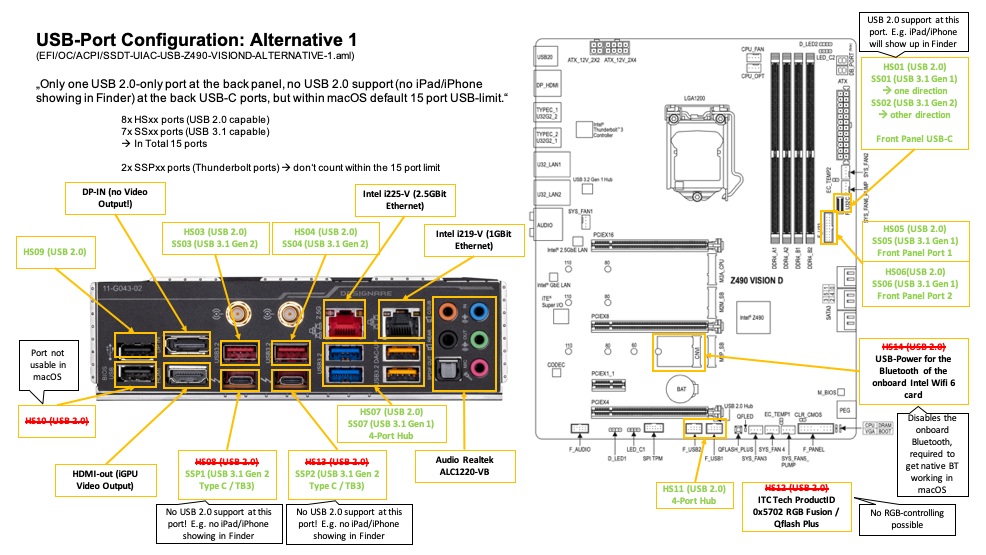 USB-Port Configuration: Alternative 1
(EFI/OC/ACPI/SSDT-UIAC-USB-Z490-VISIOND-ALTERNATIVE-1.aml)
„Only one USB 2.0-only port at the back panel, no USB 2.0 support (no iPad/iPhone
showing in Finder) at the back USB-C ports, but within macOS default 15 port USB-limit.“
8x HSxx ports (USB 2.0 capable)
7x SSxx ports (USB 3.1 capable)
→ In Total 15 ports
2x SSPxx ports (Thunderbolt ports) → don't count within the 15 port limit
DP-IN (no Video
Output!)
Intel i225-V (2.5GBit
Ethernet)
HS09 (USB 2.0)
HS03 (USB 2.0)
SS03 (USB 3.1 Gen 2)
HS04 (USB 2.0)
SS04 (USB 3.1 Gen 2)
Intel i219-V (1GBit
Ethernet)
11-G043-02
DESIGNARE
2.5G
USB3.2
USB3.2
BIOS
Port not
usable in
macOS
HS10 (USB 2.0)
HDMI-out (iGPU
Video Output)
HS08 (USB 2.0)
SSP1 (USB 3.1 Gen 2
Type C / TB3)
HS13 (USB 2.0)
SSP2 (USB 3.1 Gen 2
Type C / TB3)
HS07 (USB 2.0)
SS07 (USB 3.1 Gen 1)
4-Port Hub
Audio Realtek
ALC1220-VB
No USB 2.0 support at this
port! E.g. no iPad/iPhone
showing in Finder
No USB 2.0 support at this
port! E.g. no iPad/iPhone
showing in Finder
USB 2.0 support at this
port. E.g. iPad/iPhone
will show up in Finder
HS01 (USB 2.0)
SS01 (USB 3.1 Gen 1)
→ one direction
SS02 (USB 3.1 Gen 2)
→ other direction
Front Panel USB-C
HS05 (USB 2.0)
SS05 (USB 3.1 Gen 1)
Front Panel Port 1
HS06(USB 2.0)
SS06 (USB 3.1 Gen 1)
Front Panel Port 2
HS14 (USB 2.0)
USB-Power for the
Bluetooth of the
onboard Intel Wifi 6
card
Disables the
onboard
Bluetooth,
required to
get native BT
working in
macOS
HS11 (USB 2.0)
4-Port Hub
HS12 (USB 2.0)
ITC Tech ProductID
0x5702 RGB Fusion /
Qflash Plus
No RGB-controlling
possible
USB20
ATX_12V_2X2
ATX_12V_2X4
CPU_FAN
CPU_OPT
D_LED2
LED_C2
DB_PORT
ATX
DP_HDMI
TYPEC_1
U32G2_1
TYPEC_2
U32G2_2
LGA1200
Intel®
Thunderbolt™3
Controller
U32_LAN1
USB 3.2 Gen 1 Hub
U32_LAN2
AUDIO
SYS_FAN1
EC_TEMP2
SYS_FAN2
SYS_FAN6_PUMP
Intel® 2.5GbE LAN
Intel® GbE LAN
iTE®
Super I/O
PCIEX16
110
80
M2A_CPU
DDR4_A1
DDR4_A2
DDR4_B1
DDR4_B2
Z490 VISION D
PCIEX8
M2M_SB
Intel® Z490
SATA3
110
80
CNVI
M2P_SB
CODEC
PCIEX1_1
BAT
PCIEX4
M_BIOS
PEG
USB 2.0 Hub
QFLED
EC_TEMP1
CLR_CMOS
CPU
DRAM
VGA
BOOT
F_AUDIO
D_LED1
LED_C1
SPI TPM
F_USB2
F_USB1
QFLASH_PLUS
SYS_FAN3
SYS_FAN 4
SYS_FAN5_
PUMP
F_PANEL